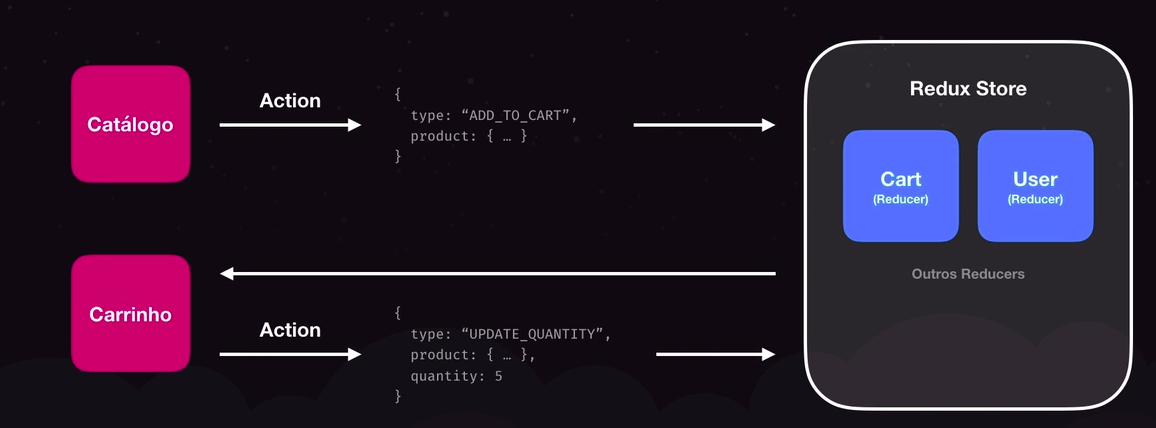 Catálogo
Action
{
type: “ADD_TO_CART”,
product: { … }
}
Carrinho
Action
{
type: “UPDATE_QUANTITY”,
product: { … },
quantity: 5
}
Redux Store
Cart
(Reducer)
User
(Reducer)
Outros Reducers